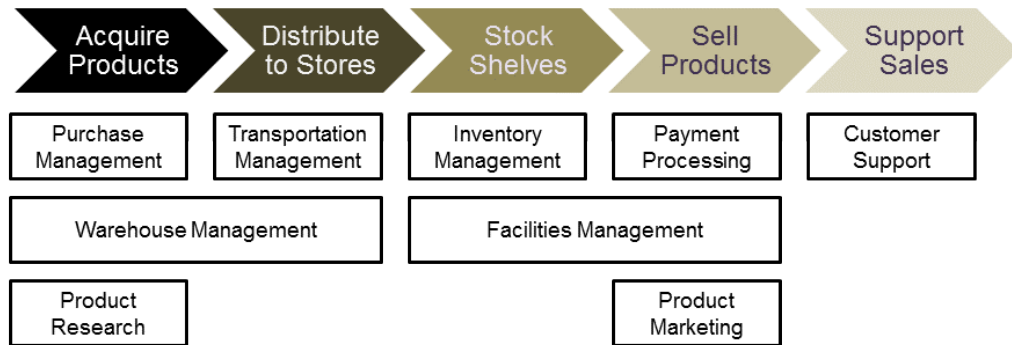 Acquire
Products
Distribute
to Stores
Stock
Shelves
Sell
Products
Support
Sales
Purchase
Management
Transportation
Management
Inventory
Management
Payment
Processing
Customer
Support
Warehouse Management
Facilities Management
Product
Research
Product
Marketing